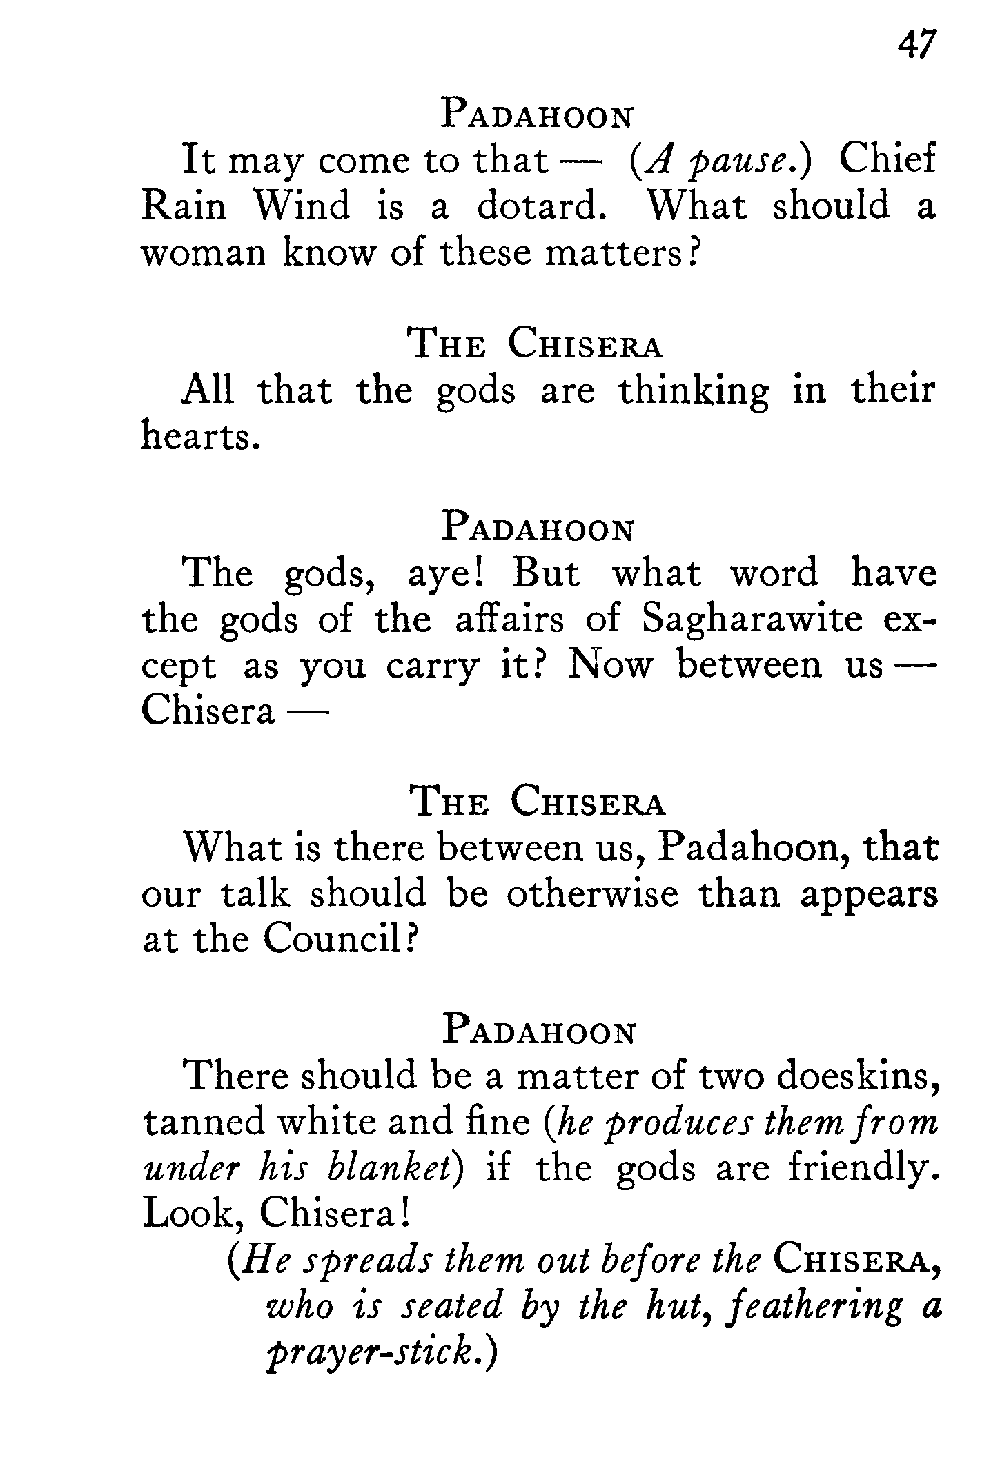 47
PADAHOON
It may come to that — (A pause.) Chief
Rain Wind is a dotard. What should a
woman know of these matters?
THE CHISERA
All that the gods are thinking in their
hearts.
PADAHOON
The gods, aye! But what word have
the gods of the affairs of Sagharawite ex-
cept as you carry it? Now between us —
Chisera —
THE CHISERA
What is there between us, Padahoon, that
our talk should be otherwise than appears
at the Council?
PADAHOON
There should be a matter of two doeskins,
tanned white and fine (he produces them from
under his blanket) if the gods are friendly.
Look, Chisera!
(He spreads them out before the CHISERA,
who is seated by the hut, feathering a
prayer-stick.)